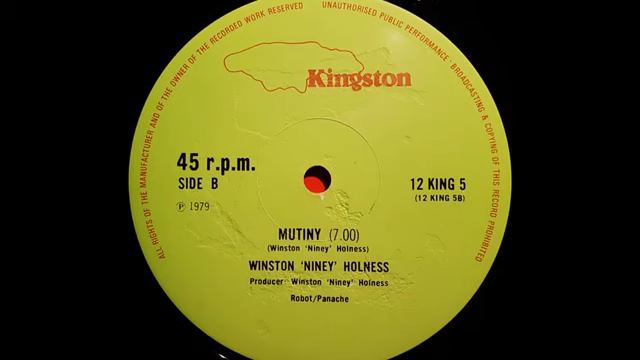 ALL RIGHTS OF THE MANUFACTURER AND OF THE OWNER OF THE RECORDED WORK RESERVED
UNAUTHORISED PUBLIC PERFORMANCE · BROADCASTING & COPYING OF THIS RECORD PROHIBITED
Kingston
45 r.p.m.
SIDE B
12 KING 5
(12 KING 5B)
℗ 1979
MUTINY (7.00)
(Winston 'Niney' Holness)
WINSTON 'NINEY' HOLNESS
Producer: Winston 'Niney' Holness
Robot/Panache